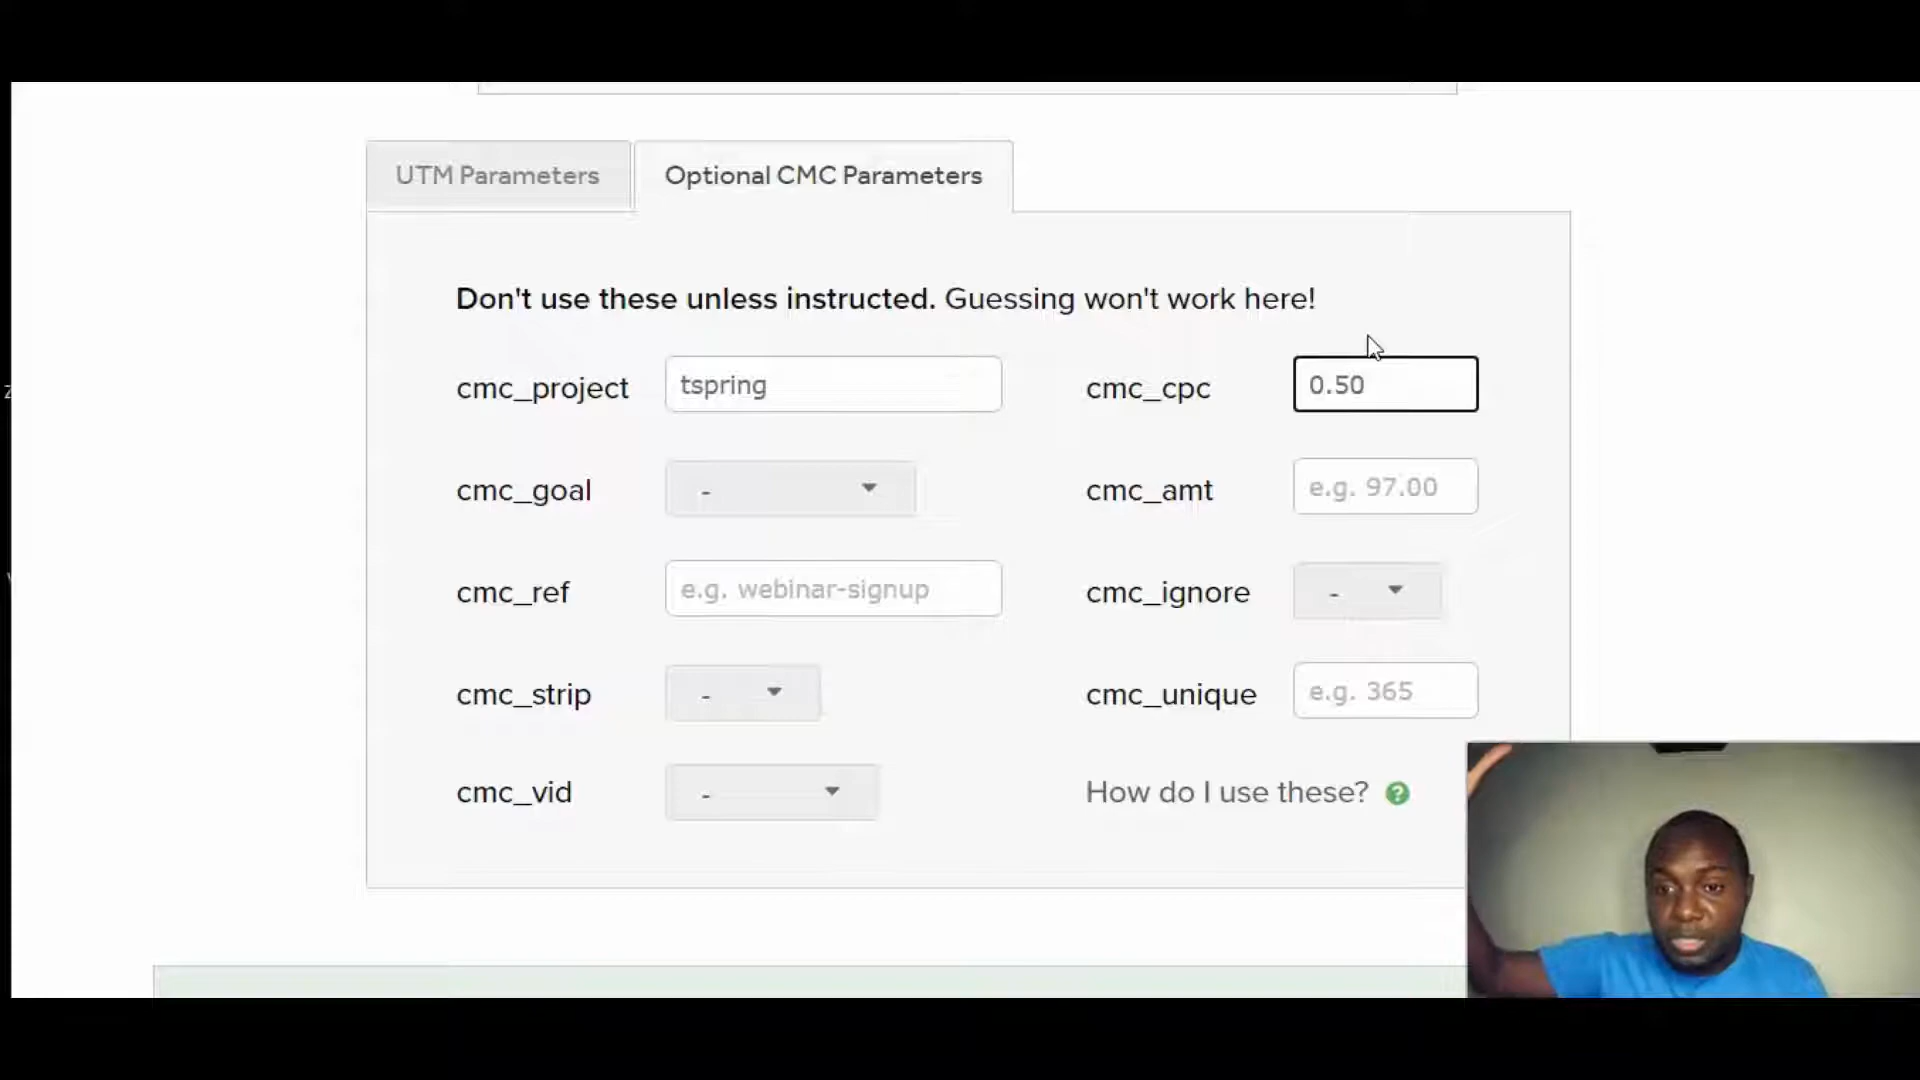 UTM Parameters
Optional CMC Parameters
Don't use these unless instructed. Guessing won't work here!
cmc_project tspring cmc_cpc 0.50
cmc_goal - cmc_amt e.g. 97.00
cmc_ref e.g. webinar-signup cmc_ignore -
cmc_strip - cmc_unique e.g. 365
cmc_vid - How do I use these? ?